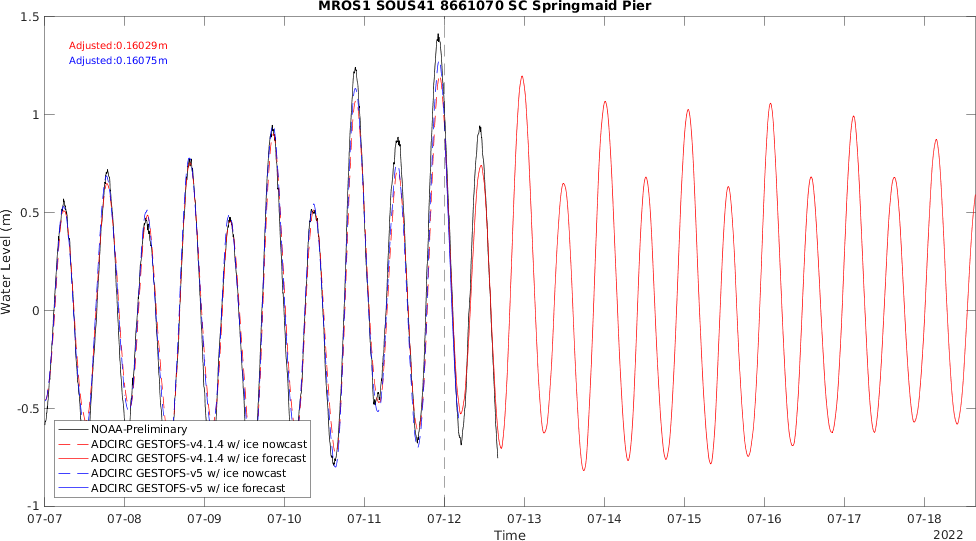 MROS1 SOUS41 8661070 SC Springmaid Pier
1.5
Adjusted:0.16029m
Adjusted:0.16075m
1
0.5
Water Level (m)
0
-0.5
NOAA-Preliminary
ADCIRC GESTOFS-v4.1.4 w/ ice nowcast
ADCIRC GESTOFS-v4.1.4 w/ ice forecast
ADCIRC GESTOFS-v5 w/ ice nowcast
ADCIRC GESTOFS-v5 w/ ice forecast
-1
07-07 07-08 07-09 07-10 07-11 07-12 07-13 07-14 07-15 07-16 07-17 07-18
Time
2022